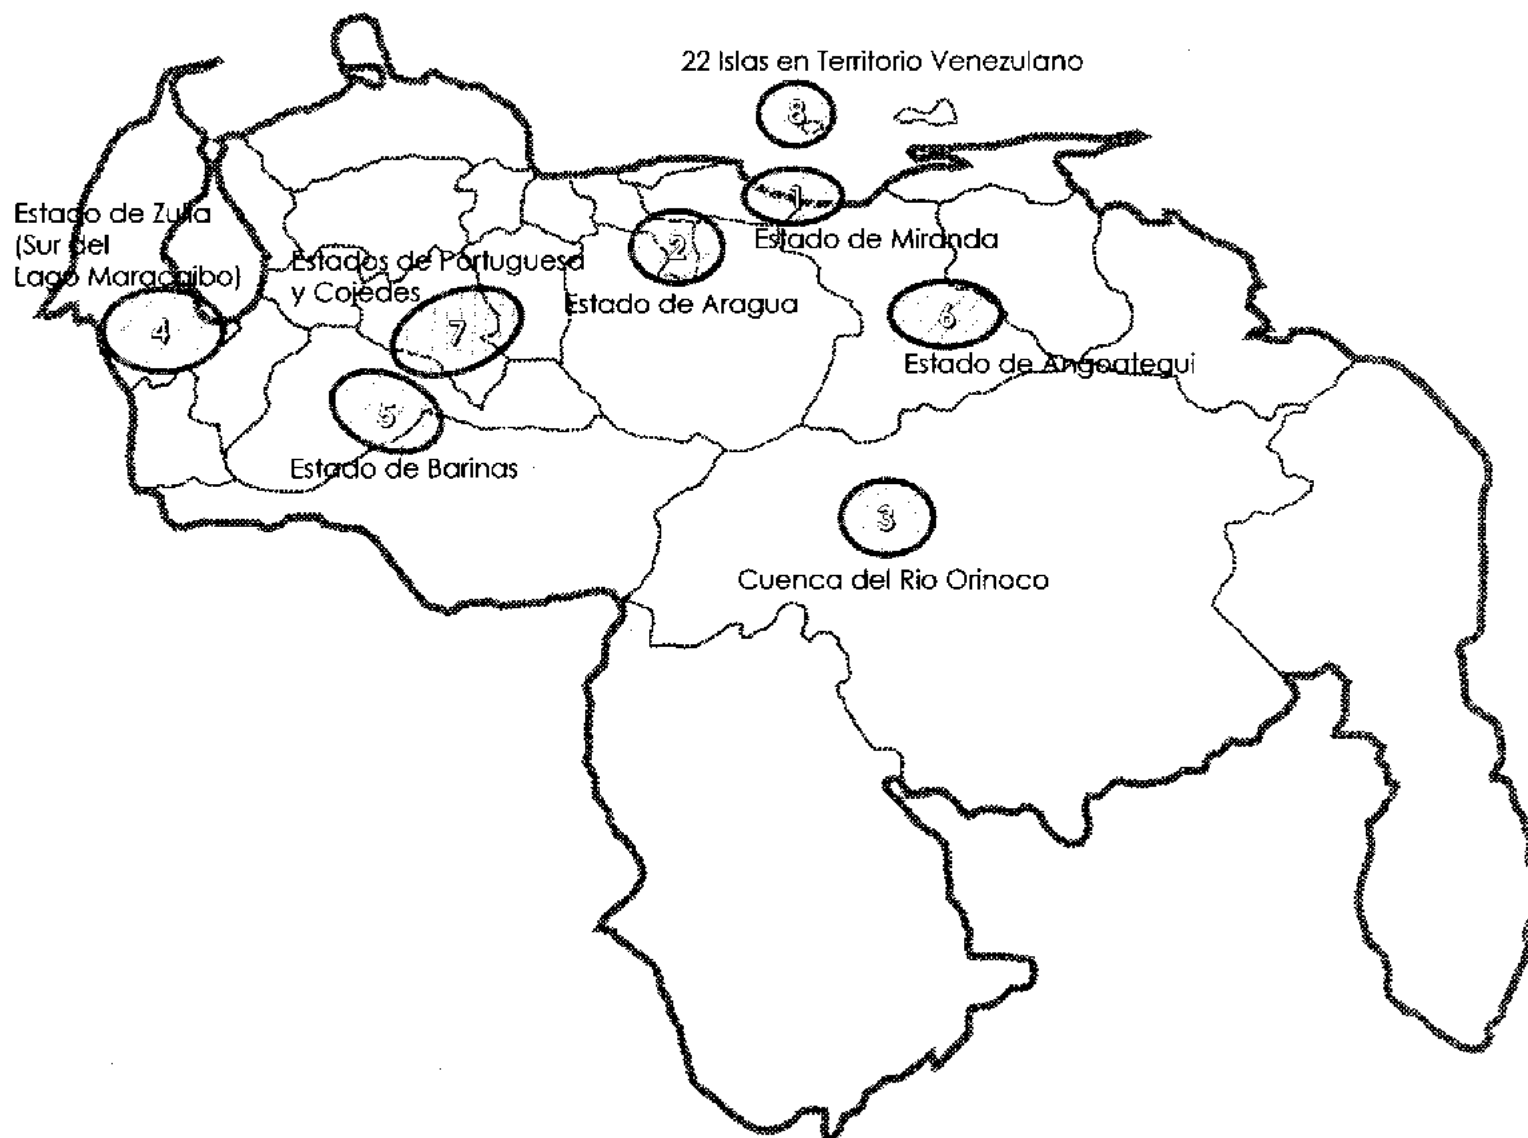 22 Islas en Territorio Venezulano
8
1
Estado de Miranda
2
Estado de Aragua
Estado de Zulia
(Sur del
Lago Maracaibo)
4
Estados de Portuguesa
y Cojedes
7
6
Estado de Angoategui
5
Estado de Barinas
3
Cuenca del Rio Orinoco